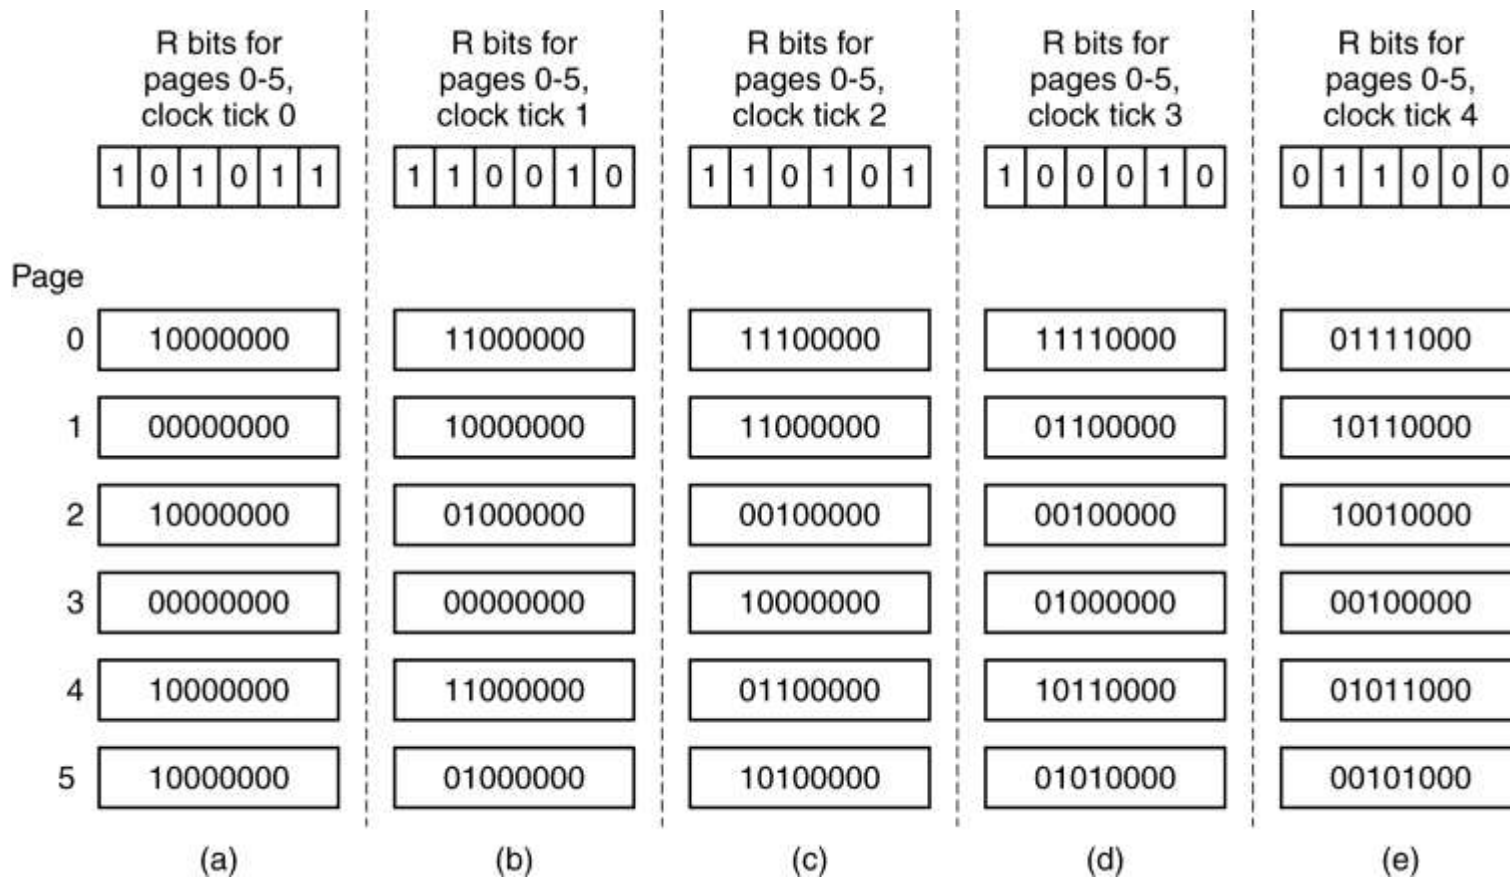 R bits for pages 0-5, clock tick 0
R bits for pages 0-5, clock tick 1
R bits for pages 0-5, clock tick 2
R bits for pages 0-5, clock tick 3
R bits for pages 0-5, clock tick 4
1 0 1 0 1 1
1 1 0 0 1 0
1 1 0 1 0 1
1 0 0 0 1 0
0 1 1 0 0 0
Page
0 10000000 11000000 11100000 11110000 01111000
1 00000000 10000000 11000000 01100000 10110000
2 10000000 01000000 00100000 00100000 10010000
3 00000000 00000000 10000000 01000000 00100000
4 10000000 11000000 01100000 10110000 01011000
5 10000000 01000000 10100000 01010000 00101000
(a) (b) (c) (d) (e)